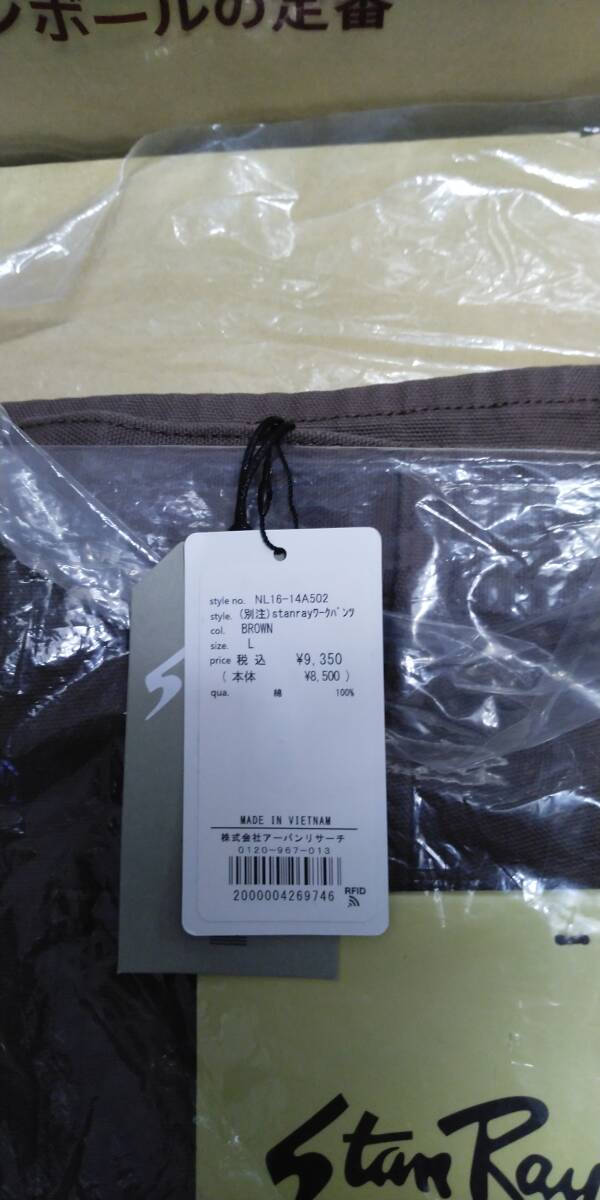 ボールの定番
style no. NL16-14A502
style. (別注)stanrayワークパンツ
col. BROWN
size. L
price 税込 ¥9,350
( 本体 ¥8,500 )
qua. 綿 100%
MADE IN VIETNAM
株式会社アーバンリサーチ
0120-967-013
2000004269746 RFID
Stan Ray